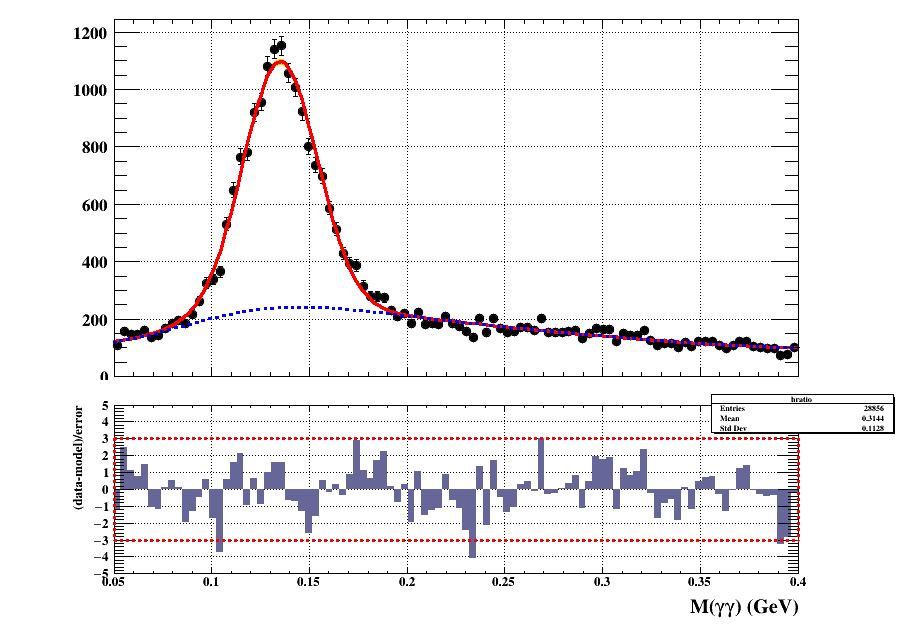 1200
1000
800
600
400
200
0
(data-model)/error
5
4
3
2
1
0
−1
−2
−3
−4
−5
hratio
Entries 28856
Mean 0.3144
Std Dev 0.1128
0.05 0.1 0.15 0.2 0.25 0.3 0.35 0.4
M(γγ) (GeV)